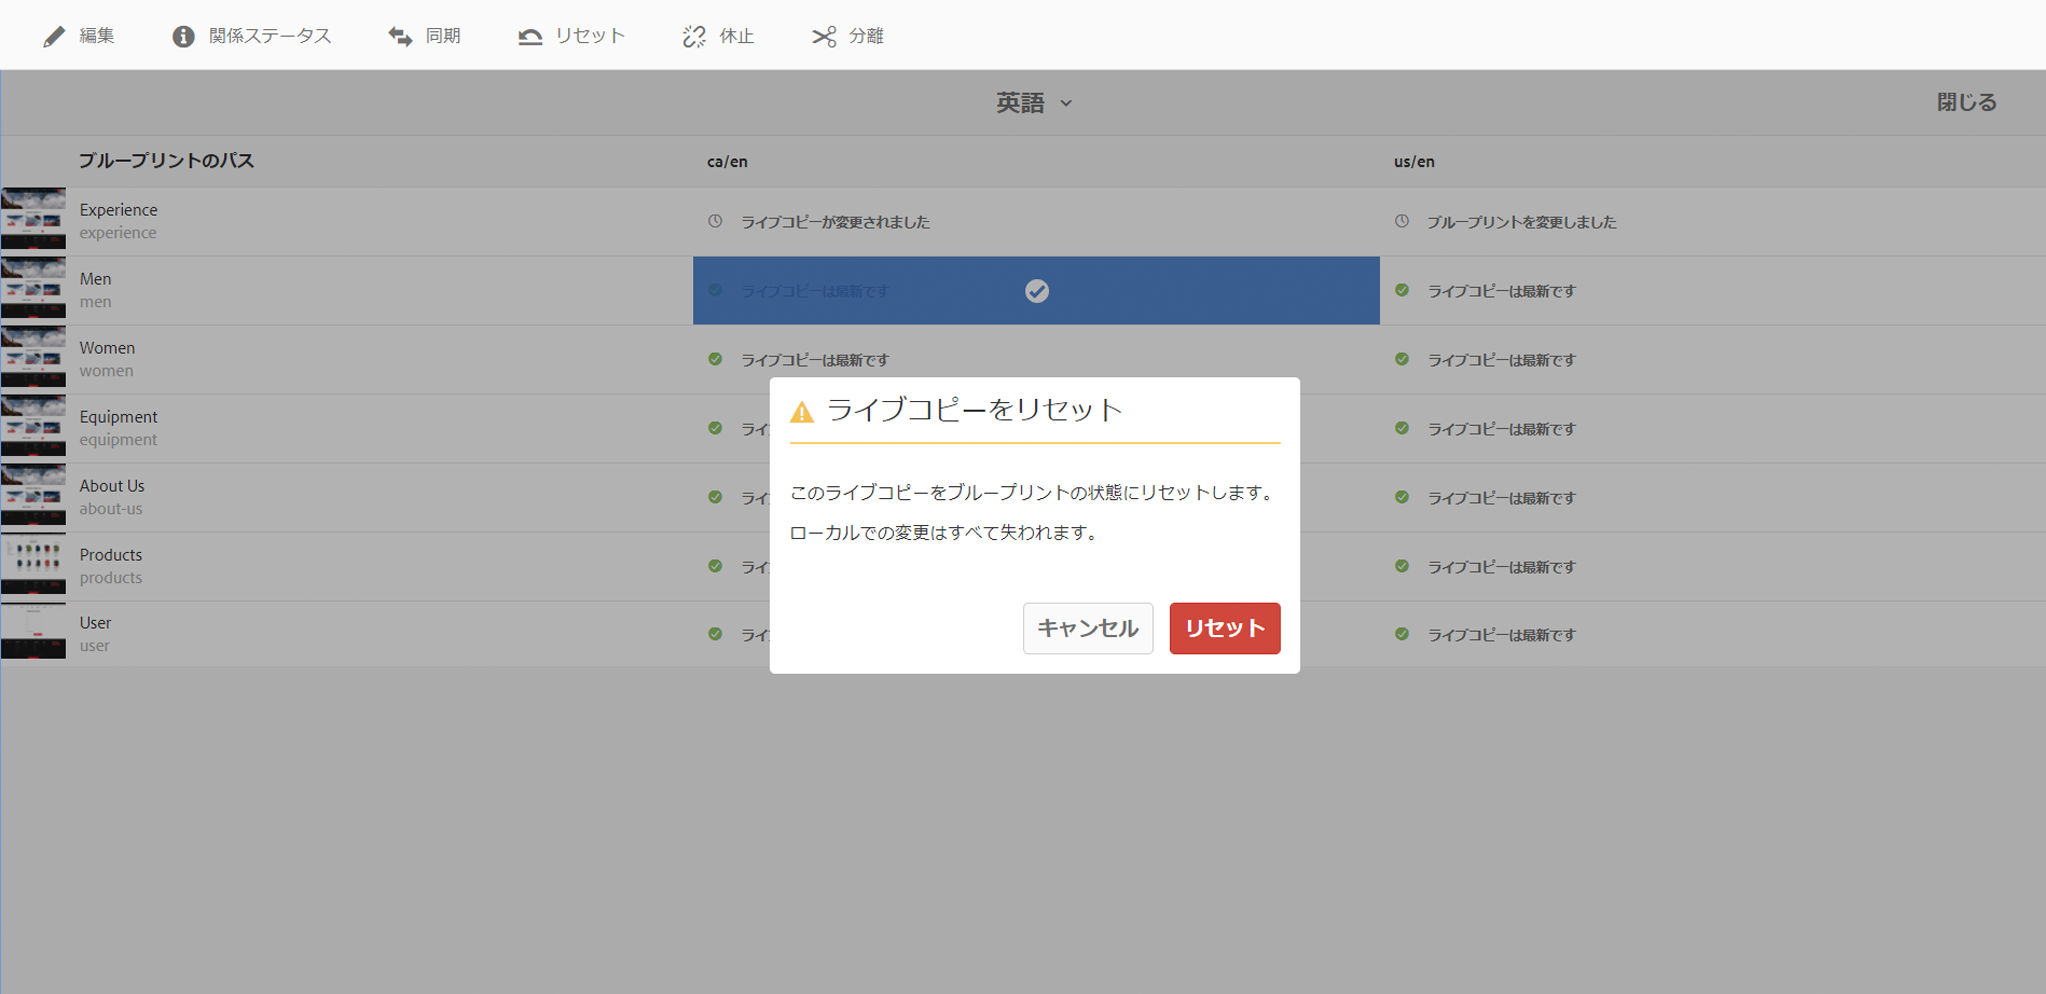 編集 関係ステータス 同期 リセット 休止 分離
英語 閉じる
ブループリントのパス ca/en us/en
Experience
experience
ライブコピーが変更されました ブループリントを変更しました
Men
men
ライブコピーは最新です ライブコピーは最新です
Women
women
ライブコピーは最新です ライブコピーは最新です
Equipment
equipment
ライ ライブコピーは最新です
About Us
about-us
ライ ライブコピーは最新です
Products
products
ライ ライブコピーは最新です
User
user
ライ ライブコピーは最新です
ライブコピーをリセット
このライブコピーをブループリントの状態にリセットします。
ローカルでの変更はすべて失われます。
キャンセル リセット